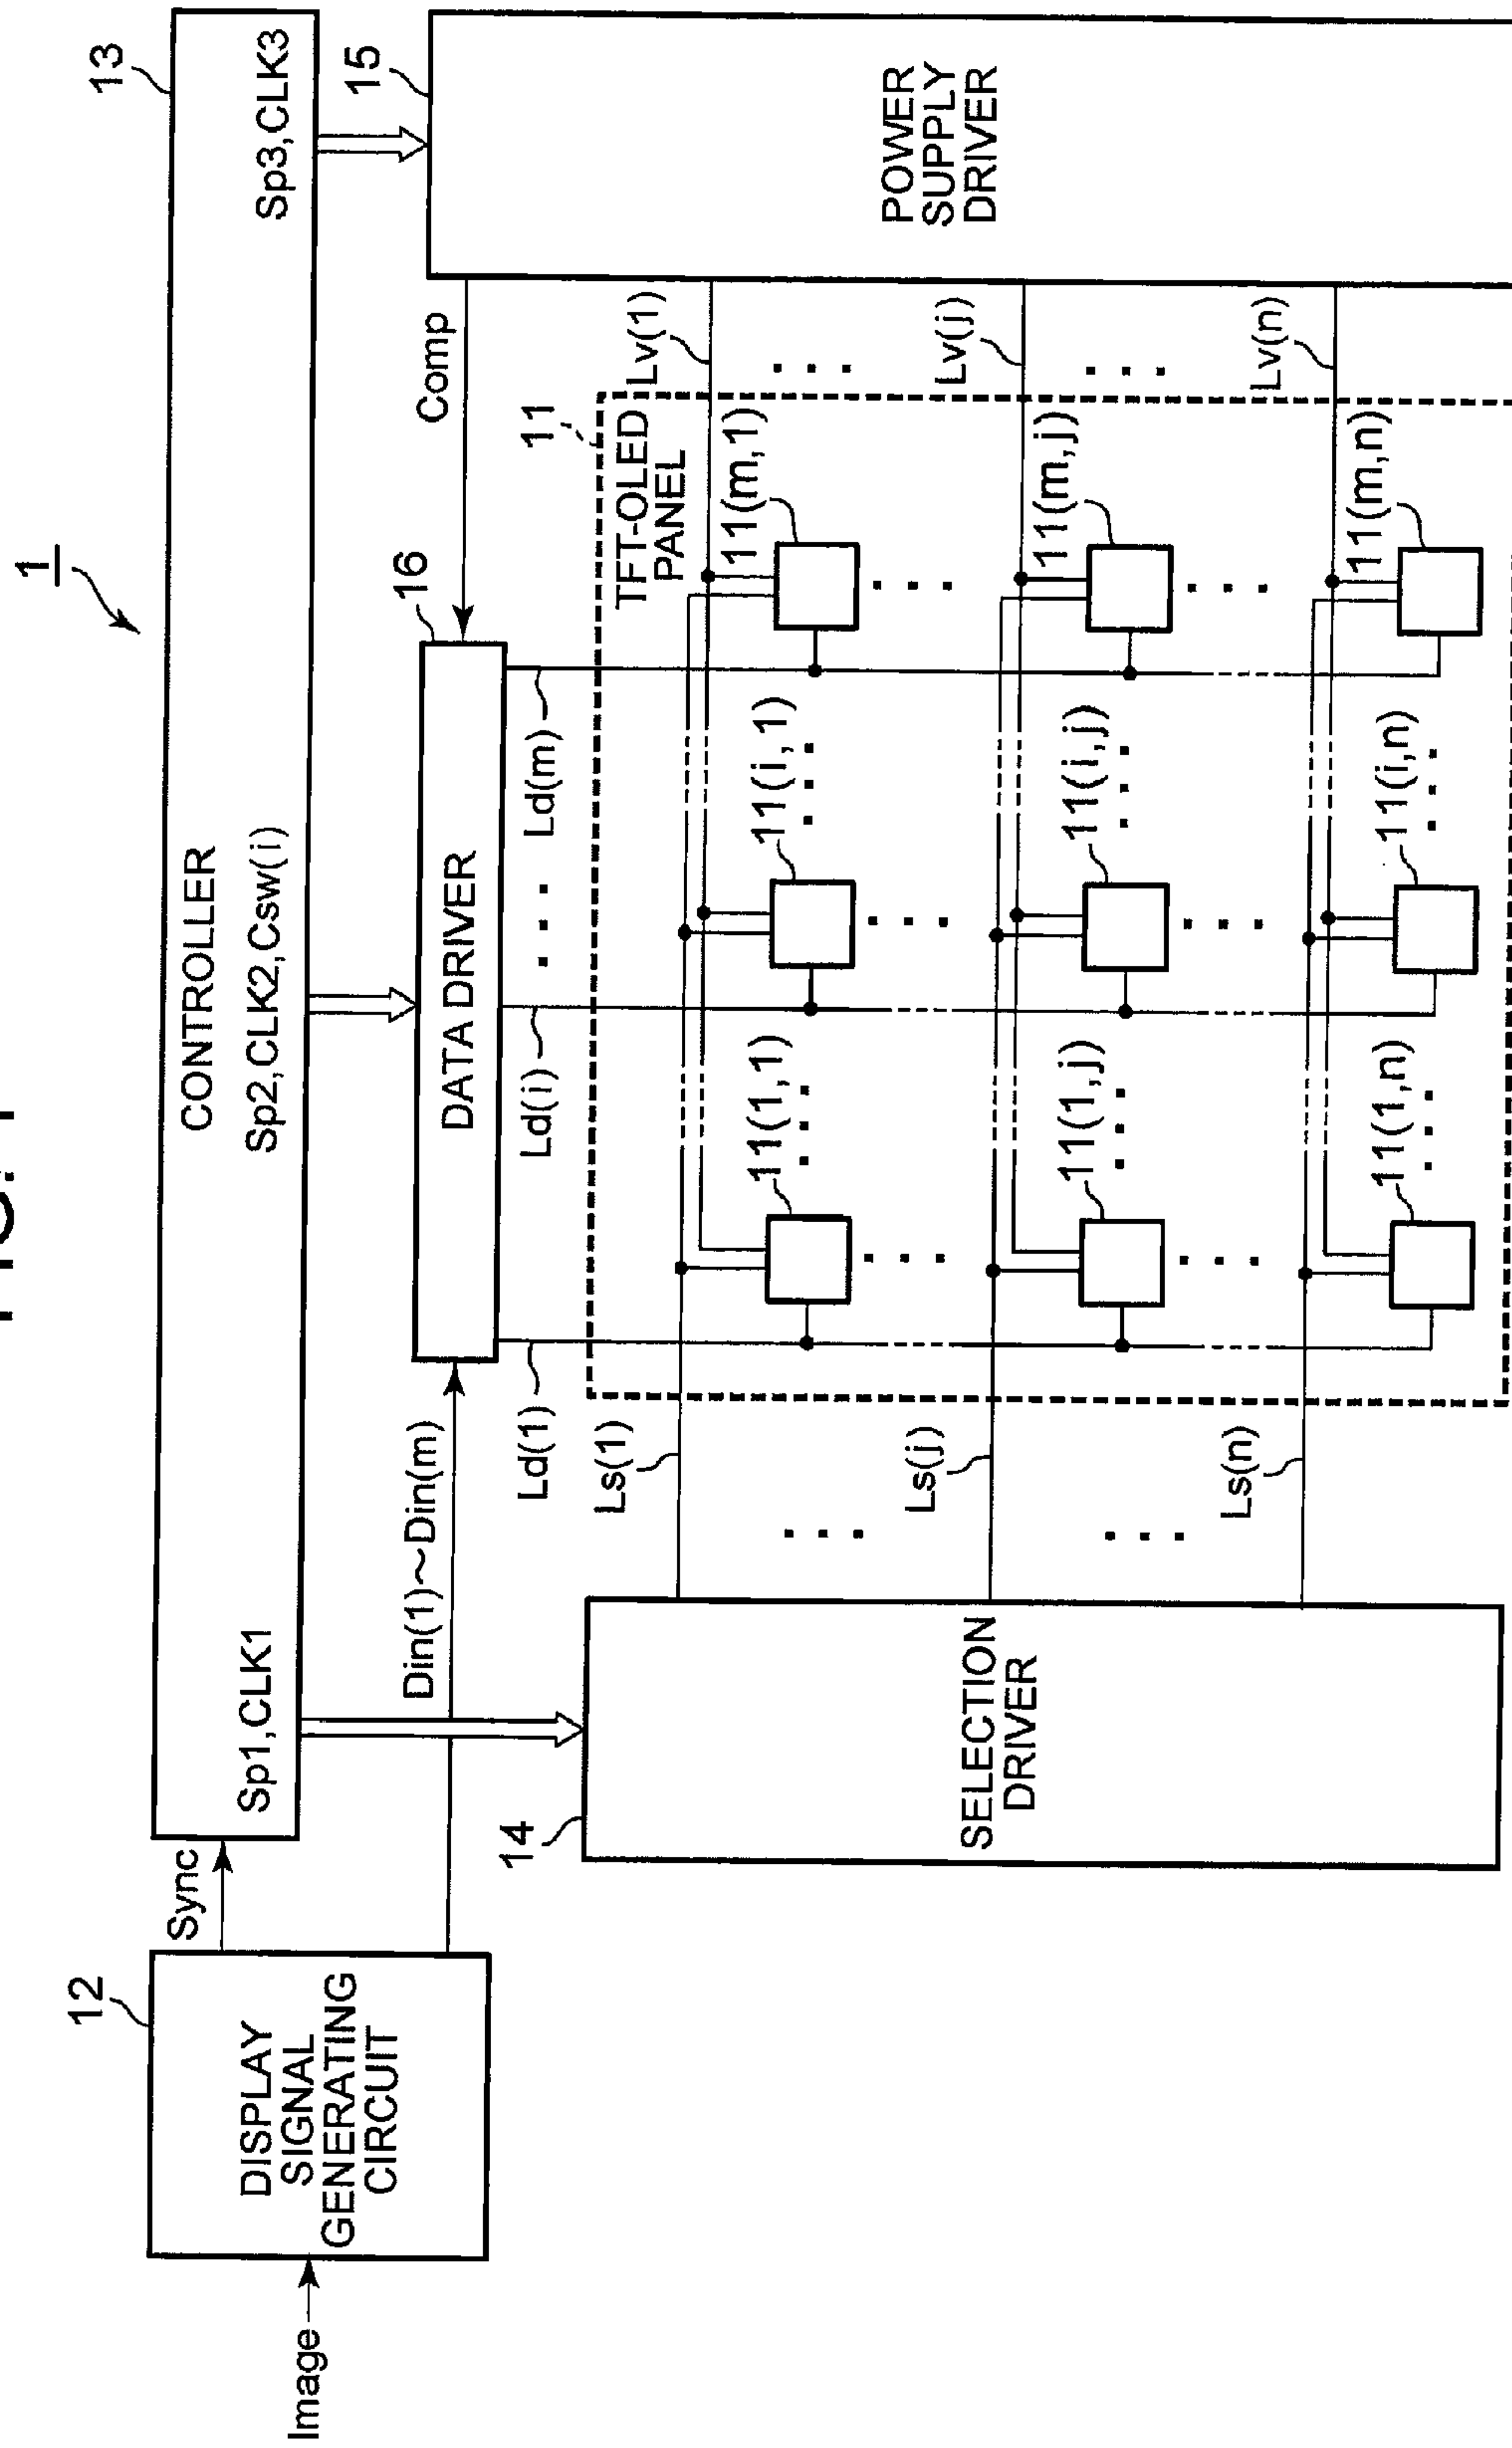 FIG. 1
1
13
CONTROLLER
Sp1,CLK1
Sp2,CLK2,Csw(i)
Sp3,CLK3
12
DISPLAY
SIGNAL
GENERATING
CIRCUIT
Image
Sync
Din(1)~Din(m)
16
DATA DRIVER
Comp
15
POWER
SUPPLY
DRIVER
14
SELECTION
DRIVER
Ld(1)
Ld(i)
Ld(m)
11
TFT-OLED
PANEL
Ls(1)
11(1,1)
11(i,1)
11(m,1)
Lv(1)
Ls(j)
11(1,j)
11(i,j)
11(m,j)
Lv(j)
Ls(n)
11(1,n)
11(i,n)
11(m,n)
Lv(n)